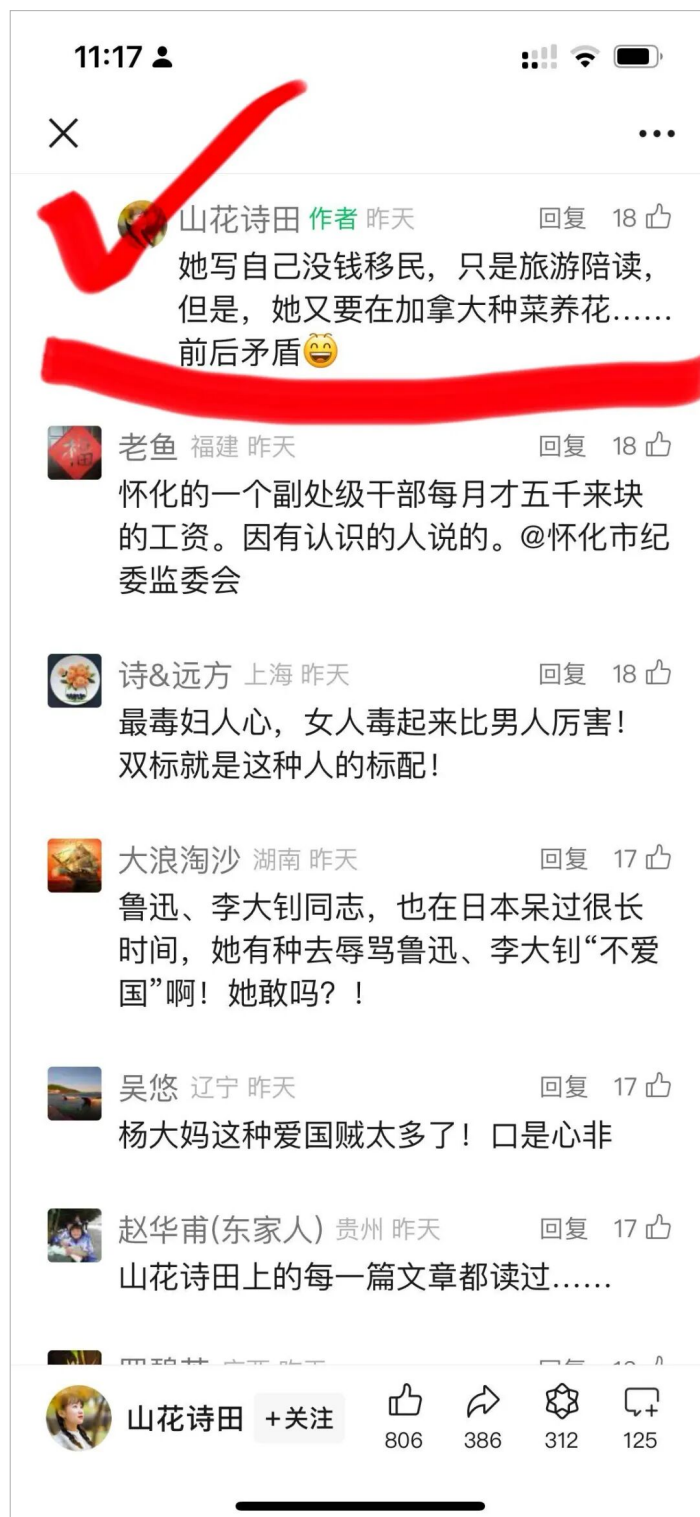 11:17
山花诗田 作者 昨天 回复 18
她写自己没钱移民，只是旅游陪读，
但是，她又要在加拿大种菜养花……
前后矛盾😄
老鱼 福建 昨天 回复 18
怀化的一个副处级干部每月才五千来块
的工资。因有认识的人说的。@怀化市纪
委监委会
诗&远方 上海 昨天 回复 18
最毒妇人心，女人毒起来比男人厉害！
双标就是这种人的标配！
大浪淘沙 湖南 昨天 回复 17
鲁迅、李大钊同志，也在日本呆过很长
时间，她有种去辱骂鲁迅、李大钊“不爱
国”啊！她敢吗？！
吴悠 辽宁 昨天 回复 17
杨大妈这种爱国贼太多了！口是心非
赵华甫(东家人) 贵州 昨天 回复 17
山花诗田上的每一篇文章都读过……
山花诗田 +关注
806 386 312 125